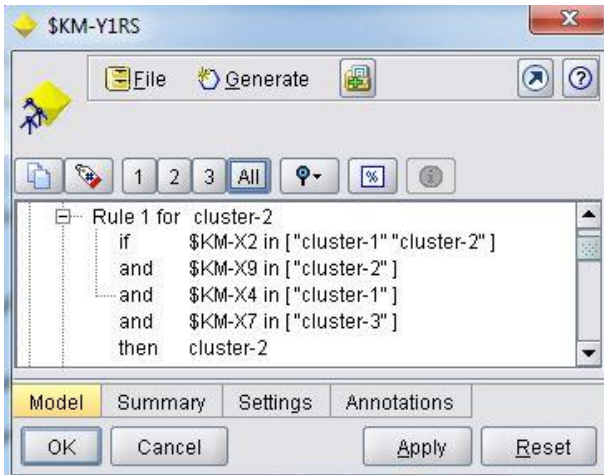 $KM-Y1RS
File Generate
1 2 3 All %
Rule 1 for cluster-2
if $KM-X2 in ["cluster-1" "cluster-2" ]
and $KM-X9 in ["cluster-2" ]
and $KM-X4 in ["cluster-1" ]
and $KM-X7 in ["cluster-3" ]
then cluster-2
Model Summary Settings Annotations
OK Cancel Apply Reset